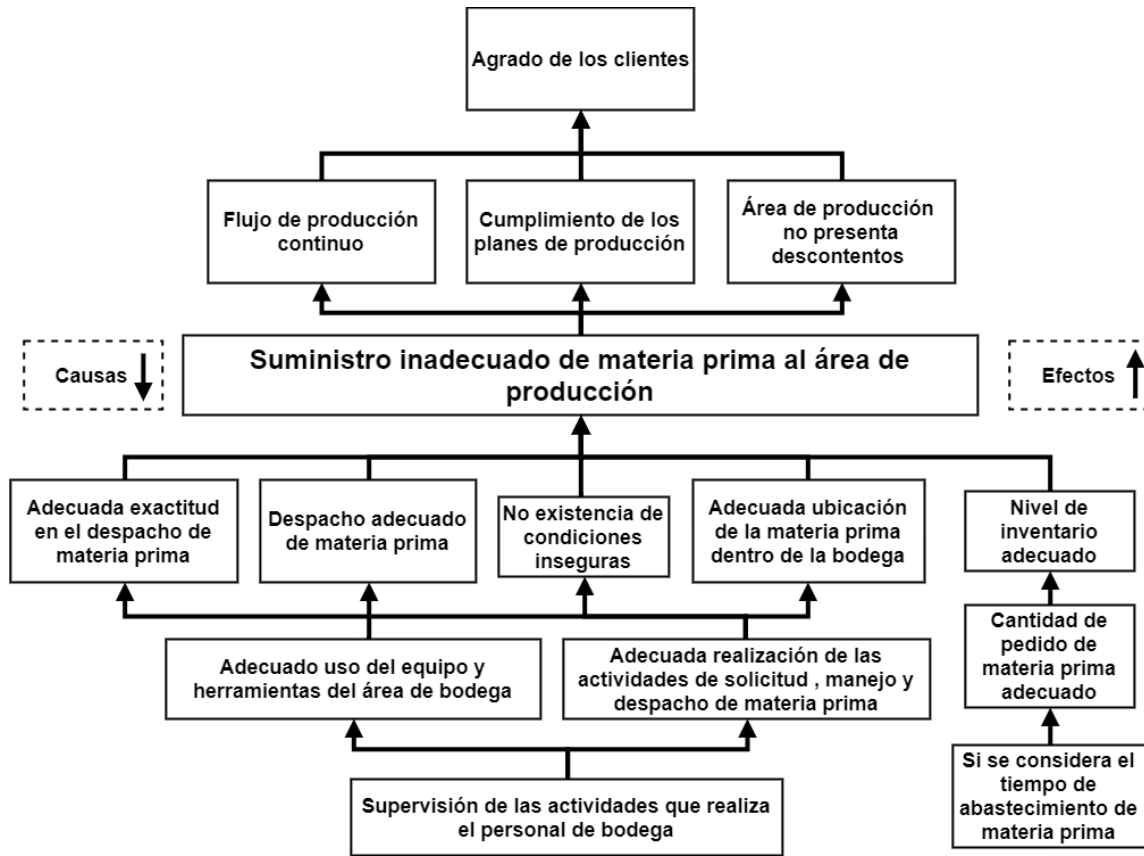 Agrado de los clientes
Flujo de producción
continuo
Cumplimiento de los
planes de producción
Área de producción
no presenta
descontentos
Causas
Suministro inadecuado de materia prima al área de
producción
Efectos
Adecuada exactitud
en el despacho de
materia prima
Despacho adecuado
de materia prima
No existencia de
condiciones
inseguras
Adecuada ubicación
de la materia prima
dentro de la bodega
Nivel de
inventario
adecuado
Adecuado uso del equipo y
herramientas del área de bodega
Adecuada realización de las
actividades de solicitud , manejo y
despacho de materia prima
Cantidad de
pedido de
materia prima
adecuado
Supervisión de las actividades que realiza
el personal de bodega
Si se considera el
tiempo de
abastecimiento de
materia prima